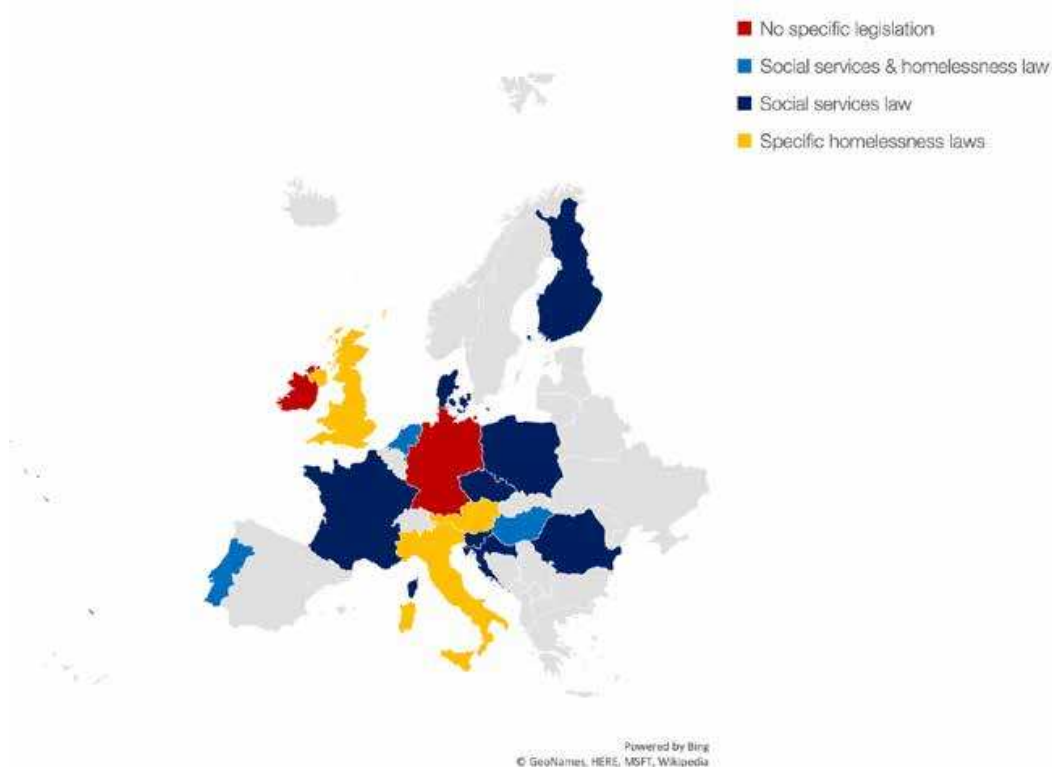 No specific legislation
Social services & homelessness law
Social services law
Specific homelessness laws
Powered by Bing
© GeoNames, HERE, MSFT, Wikipedia